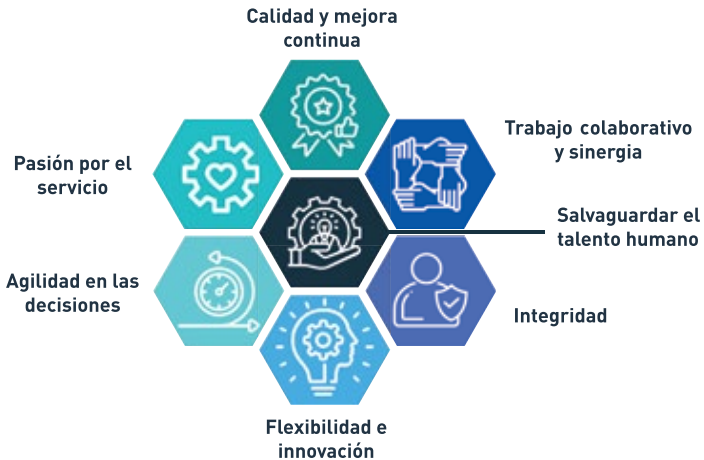 Calidad y mejora
continua
Trabajo colaborativo
y sinergia
Pasión por el
servicio
Salvaguardar el
talento humano
Agilidad en las
decisiones
Integridad
Flexibilidad e
innovación